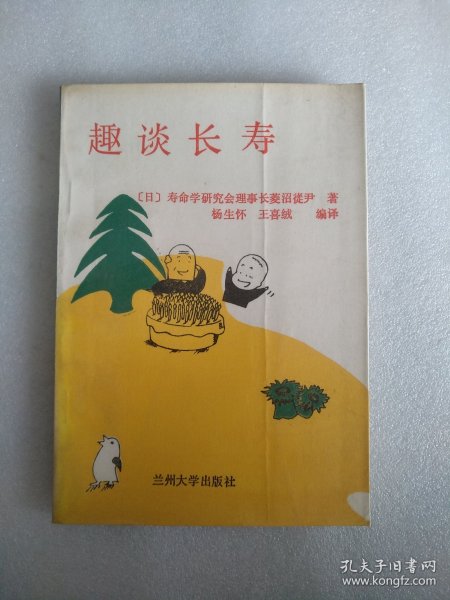 趣谈长寿
〔日〕寿命学研究会理事长菱沼從尹 著
杨生怀 王喜绒 编译
兰州大学出版社
孔夫子旧书网
www.kongfz.com